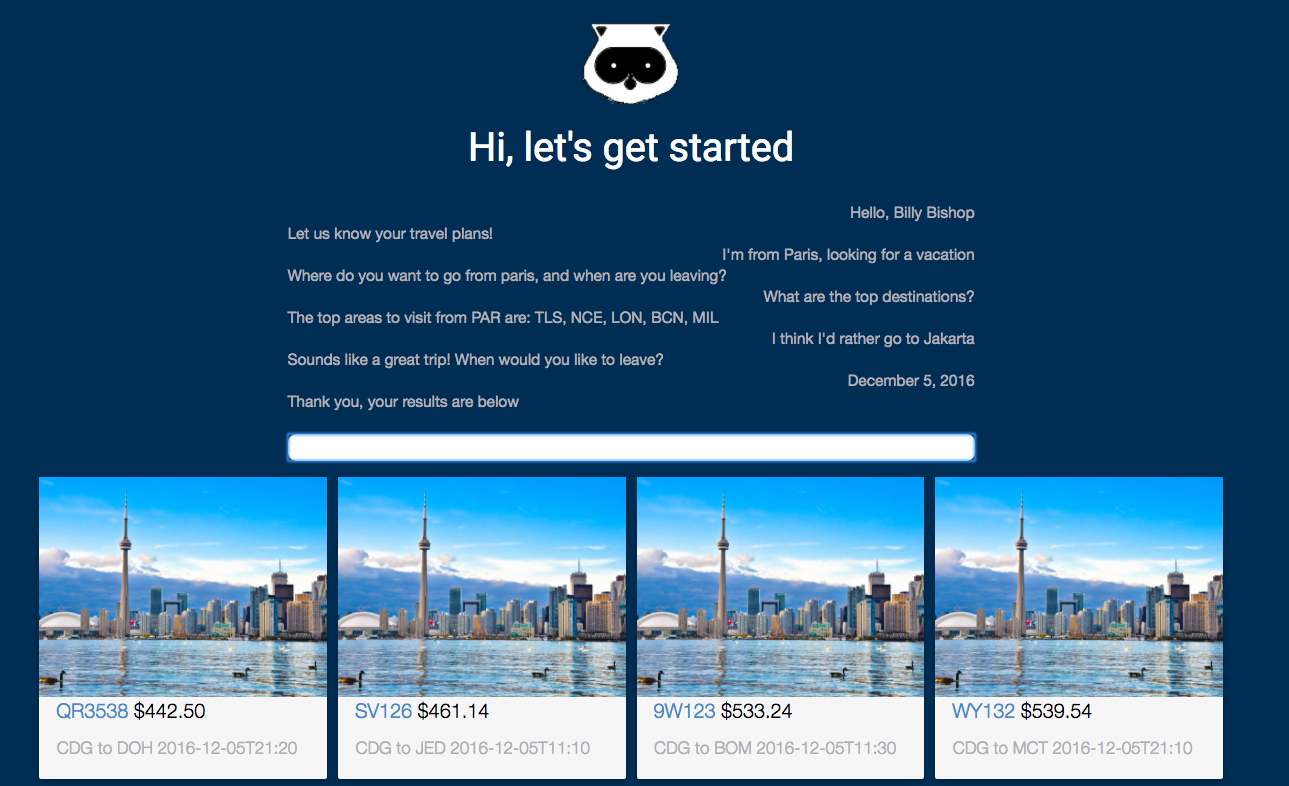 Hi, let's get started
Hello, Billy Bishop
Let us know your travel plans!
I'm from Paris, looking for a vacation
Where do you want to go from paris, and when are you leaving?
What are the top destinations?
The top areas to visit from PAR are: TLS, NCE, LON, BCN, MIL
I think I'd rather go to Jakarta
Sounds like a great trip! When would you like to leave?
December 5, 2016
Thank you, your results are below
QR3538 $442.50
CDG to DOH 2016-12-05T21:20
SV126 $461.14
CDG to JED 2016-12-05T11:10
9W123 $533.24
CDG to BOM 2016-12-05T11:30
WY132 $539.54
CDG to MCT 2016-12-05T21:10